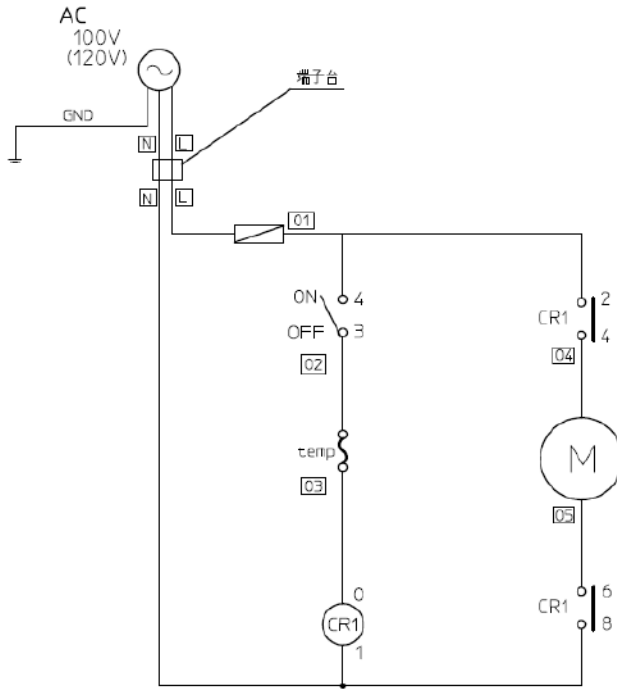 AC
100V
(120V)
端子台
GND
N L
N L
01
ON 4
OFF 3
02
temp
03
0
CR1
1
2
CR1
4
04
M
05
6
CR1
8